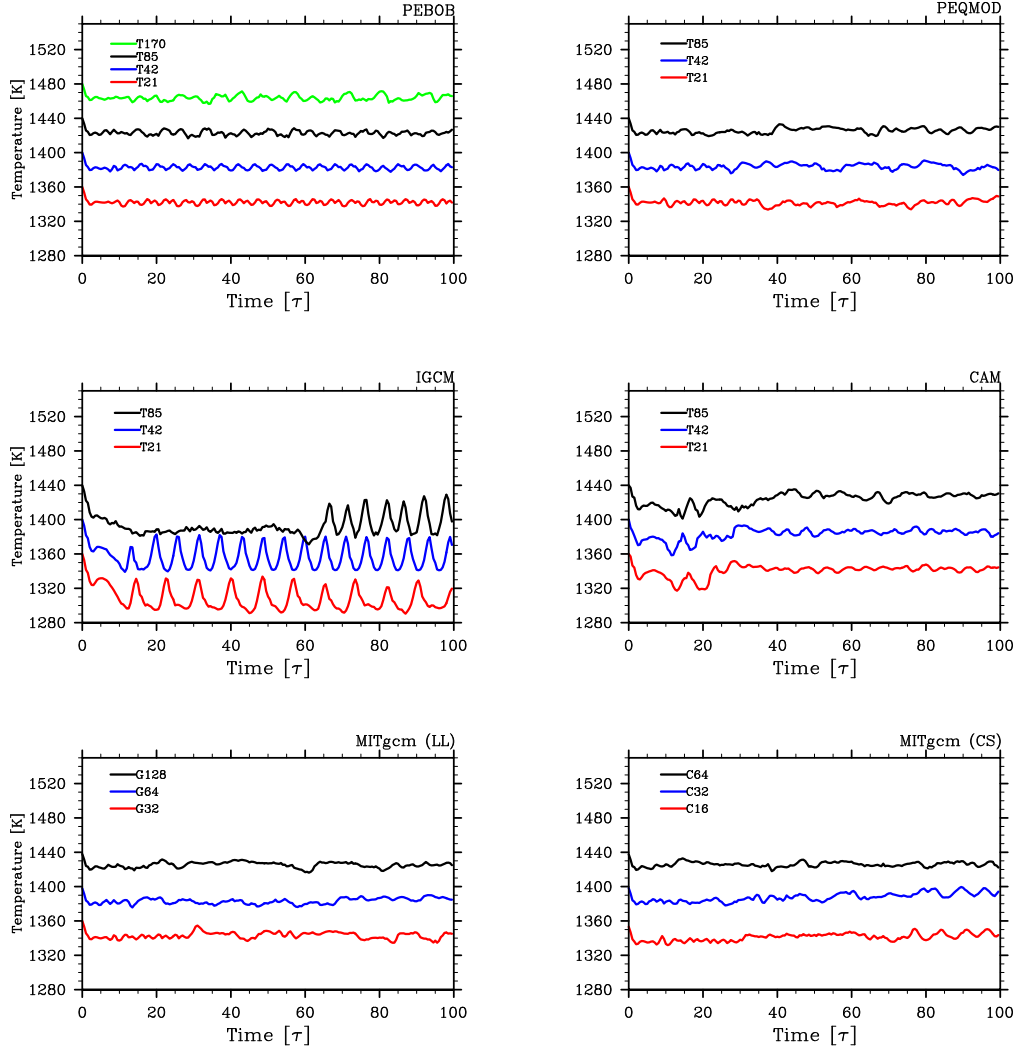 PEBOB
Temperature [K]
1520
1480
1440
1400
1360
1320
1280
T170
T85
T42
T21
0 20 40 60 80 100
Time [τ]
PEQMOD
1520
1480
1440
1400
1360
1320
1280
T85
T42
T21
0 20 40 60 80 100
Time [τ]
IGCM
Temperature [K]
1520
1480
1440
1400
1360
1320
1280
T85
T42
T21
0 20 40 60 80 100
Time [τ]
CAM
1520
1480
1440
1400
1360
1320
1280
T85
T42
T21
0 20 40 60 80 100
Time [τ]
MITgcm (LL)
Temperature [K]
1520
1480
1440
1400
1360
1320
1280
G128
G64
G32
0 20 40 60 80 100
Time [τ]
MITgcm (CS)
1520
1480
1440
1400
1360
1320
1280
C64
C32
C16
0 20 40 60 80 100
Time [τ]